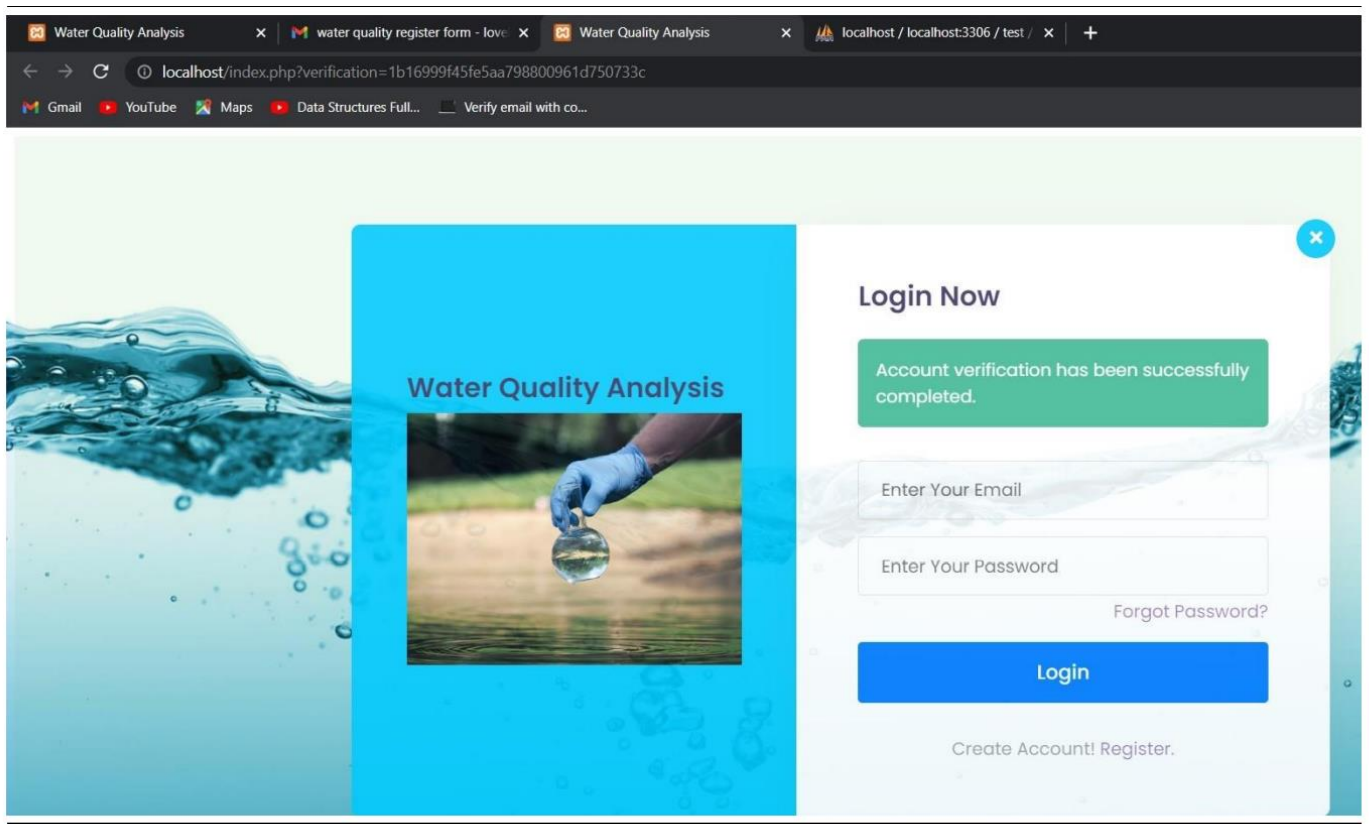 Water Quality Analysis
water quality register form - love
Water Quality Analysis
localhost / localhost:3306 / test /
localhost/index.php?verification=1b16999f45fe5aa798800961d750733c
Gmail
YouTube
Maps
Data Structures Full...
Verify email with co...
Water Quality Analysis
Login Now
Account verification has been successfully
completed.
Enter Your Email
Enter Your Password
Forgot Password?
Login
Create Account! Register.